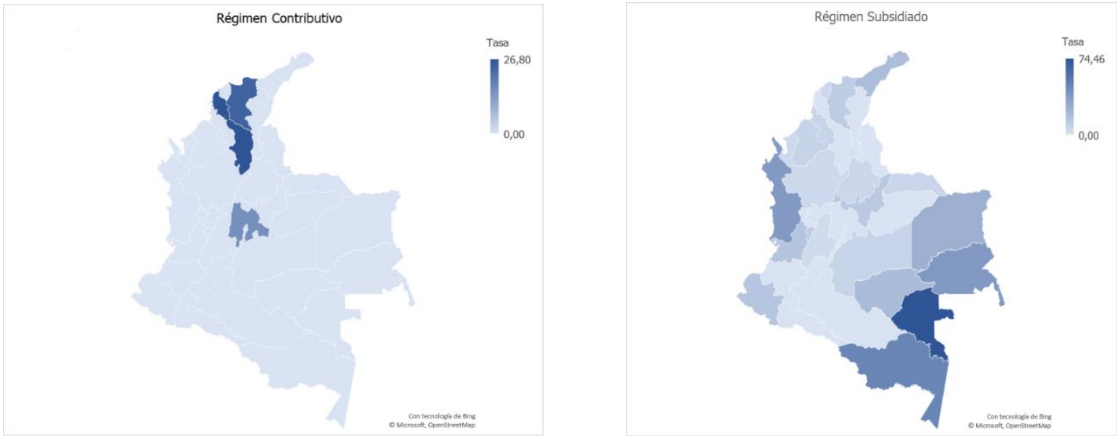 Régimen Contributivo
Tasa
26,80
0,00
Con tecnología de Bing
© Microsoft, OpenStreetMap
Régimen Subsidiado
Tasa
74,46
0,00
Con tecnología de Bing
© Microsoft, OpenStreetMap